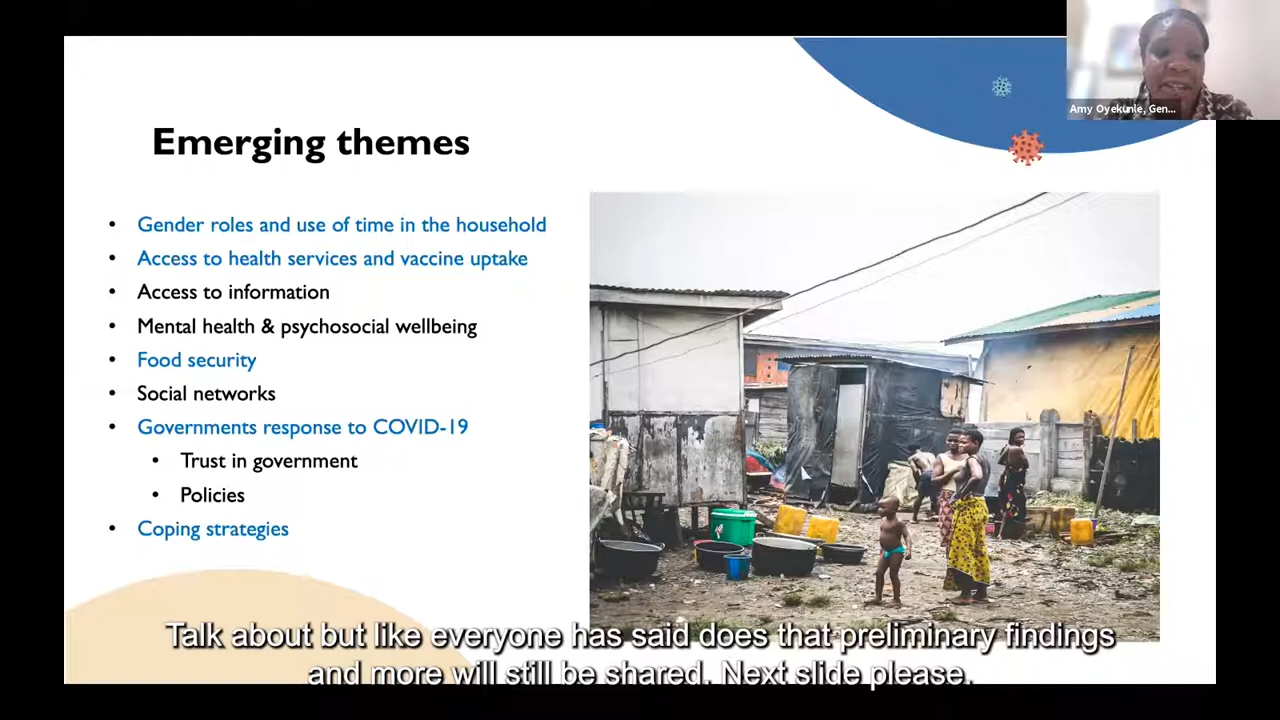 Amy Oyekunle, Gen...
Emerging themes
• Gender roles and use of time in the household
• Access to health services and vaccine uptake
• Access to information
• Mental health & psychosocial wellbeing
• Food security
• Social networks
• Governments response to COVID-19
• Trust in government
• Policies
• Coping strategies
Talk about but like everyone has said does that preliminary findings
and more will still be shared. Next slide please.